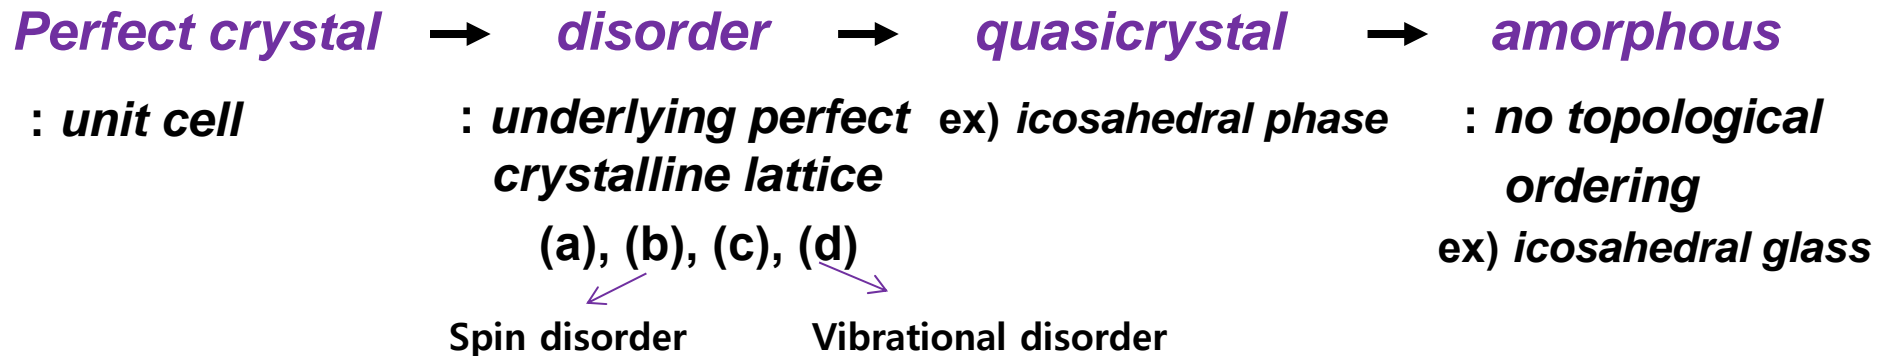 Perfect crystal → disorder → quasicrystal → amorphous
: unit cell
: underlying perfect
crystalline lattice
(a), (b), (c), (d)
Spin disorder
Vibrational disorder
ex) icosahedral phase
: no topological
ordering
ex) icosahedral glass